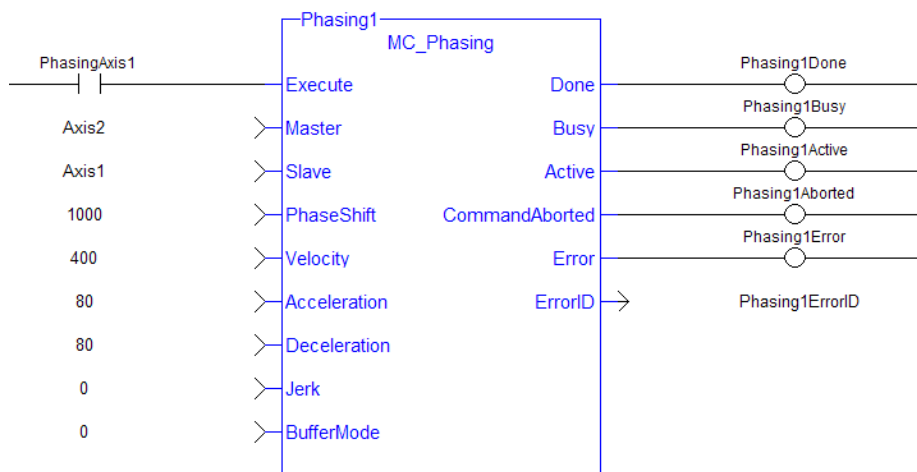 Phasing1
MC_Phasing
PhasingAxis1
Execute
Done
Phasing1Done
Axis2
Master
Busy
Phasing1Busy
Axis1
Slave
Active
Phasing1Active
1000
PhaseShift
CommandAborted
Phasing1Aborted
400
Velocity
Error
Phasing1Error
80
Acceleration
ErrorID
Phasing1ErrorID
80
Deceleration
0
Jerk
0
BufferMode